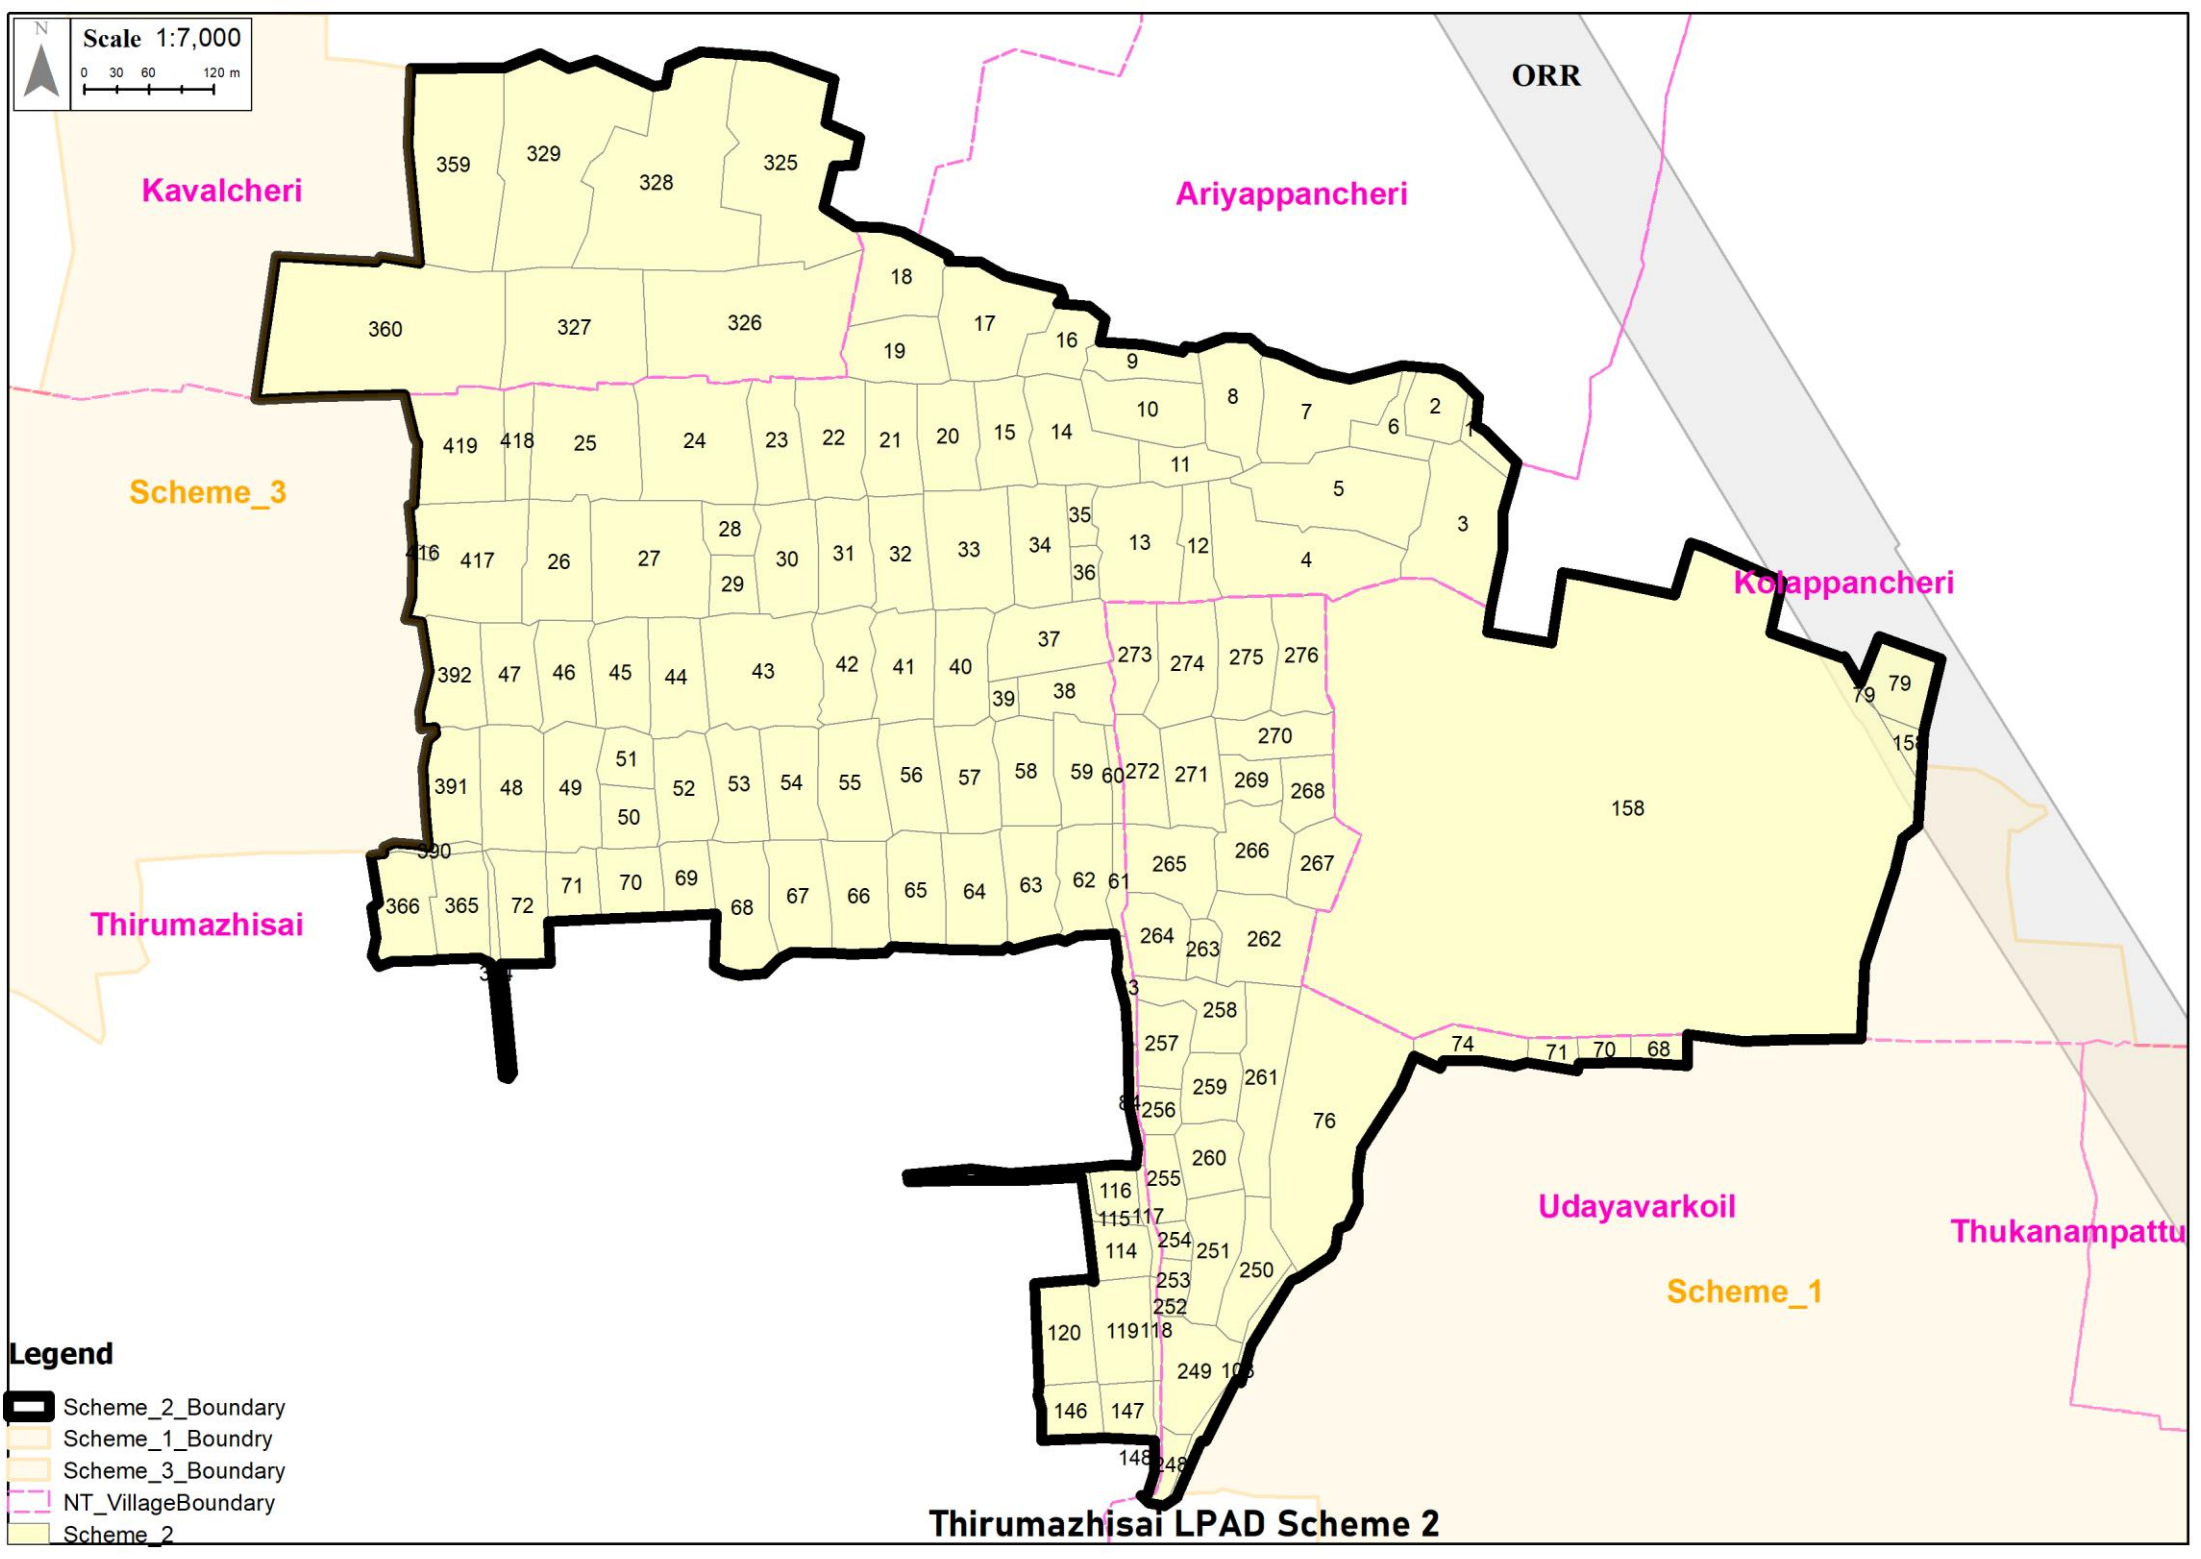 N
Scale 1:7,000
0 30 60 120 m
ORR
Kavalcheri
Ariyappancheri
359 329 328 325
360 327 326
18 17 16 9
19
10 8 7 6 2 1
419 418 25 24 23 22 21 20 15 14
11 5 3
Scheme_3
416 417 26 27 28 29 30 31 32 33 34 35 36 13 12 4
Kolappancheri
392 47 46 45 44 43 42 41 40 37 39 38
273 274 275 276
79 79 158
270
391 48 49 51 50 52 53 54 55 56 57 58 59 60 272 271 269 268
158
390
366 365 72 71 70 69 68 67 66 65 64 63 62 61 265 266 267
Thirumazhisai
264 263 262
258
257
74 71 70 68
256 259 261
76
260
116 255
115 117
114 254 251 250
253
252
Udayavarkoil
Thukanampattu
Scheme_1
120 119 118
249
146 147
148 248
Legend
Scheme_2_Boundary
Scheme_1_Boundry
Scheme_3_Boundary
NT_VillageBoundary
Scheme_2
Thirumazhisai LPAD Scheme 2